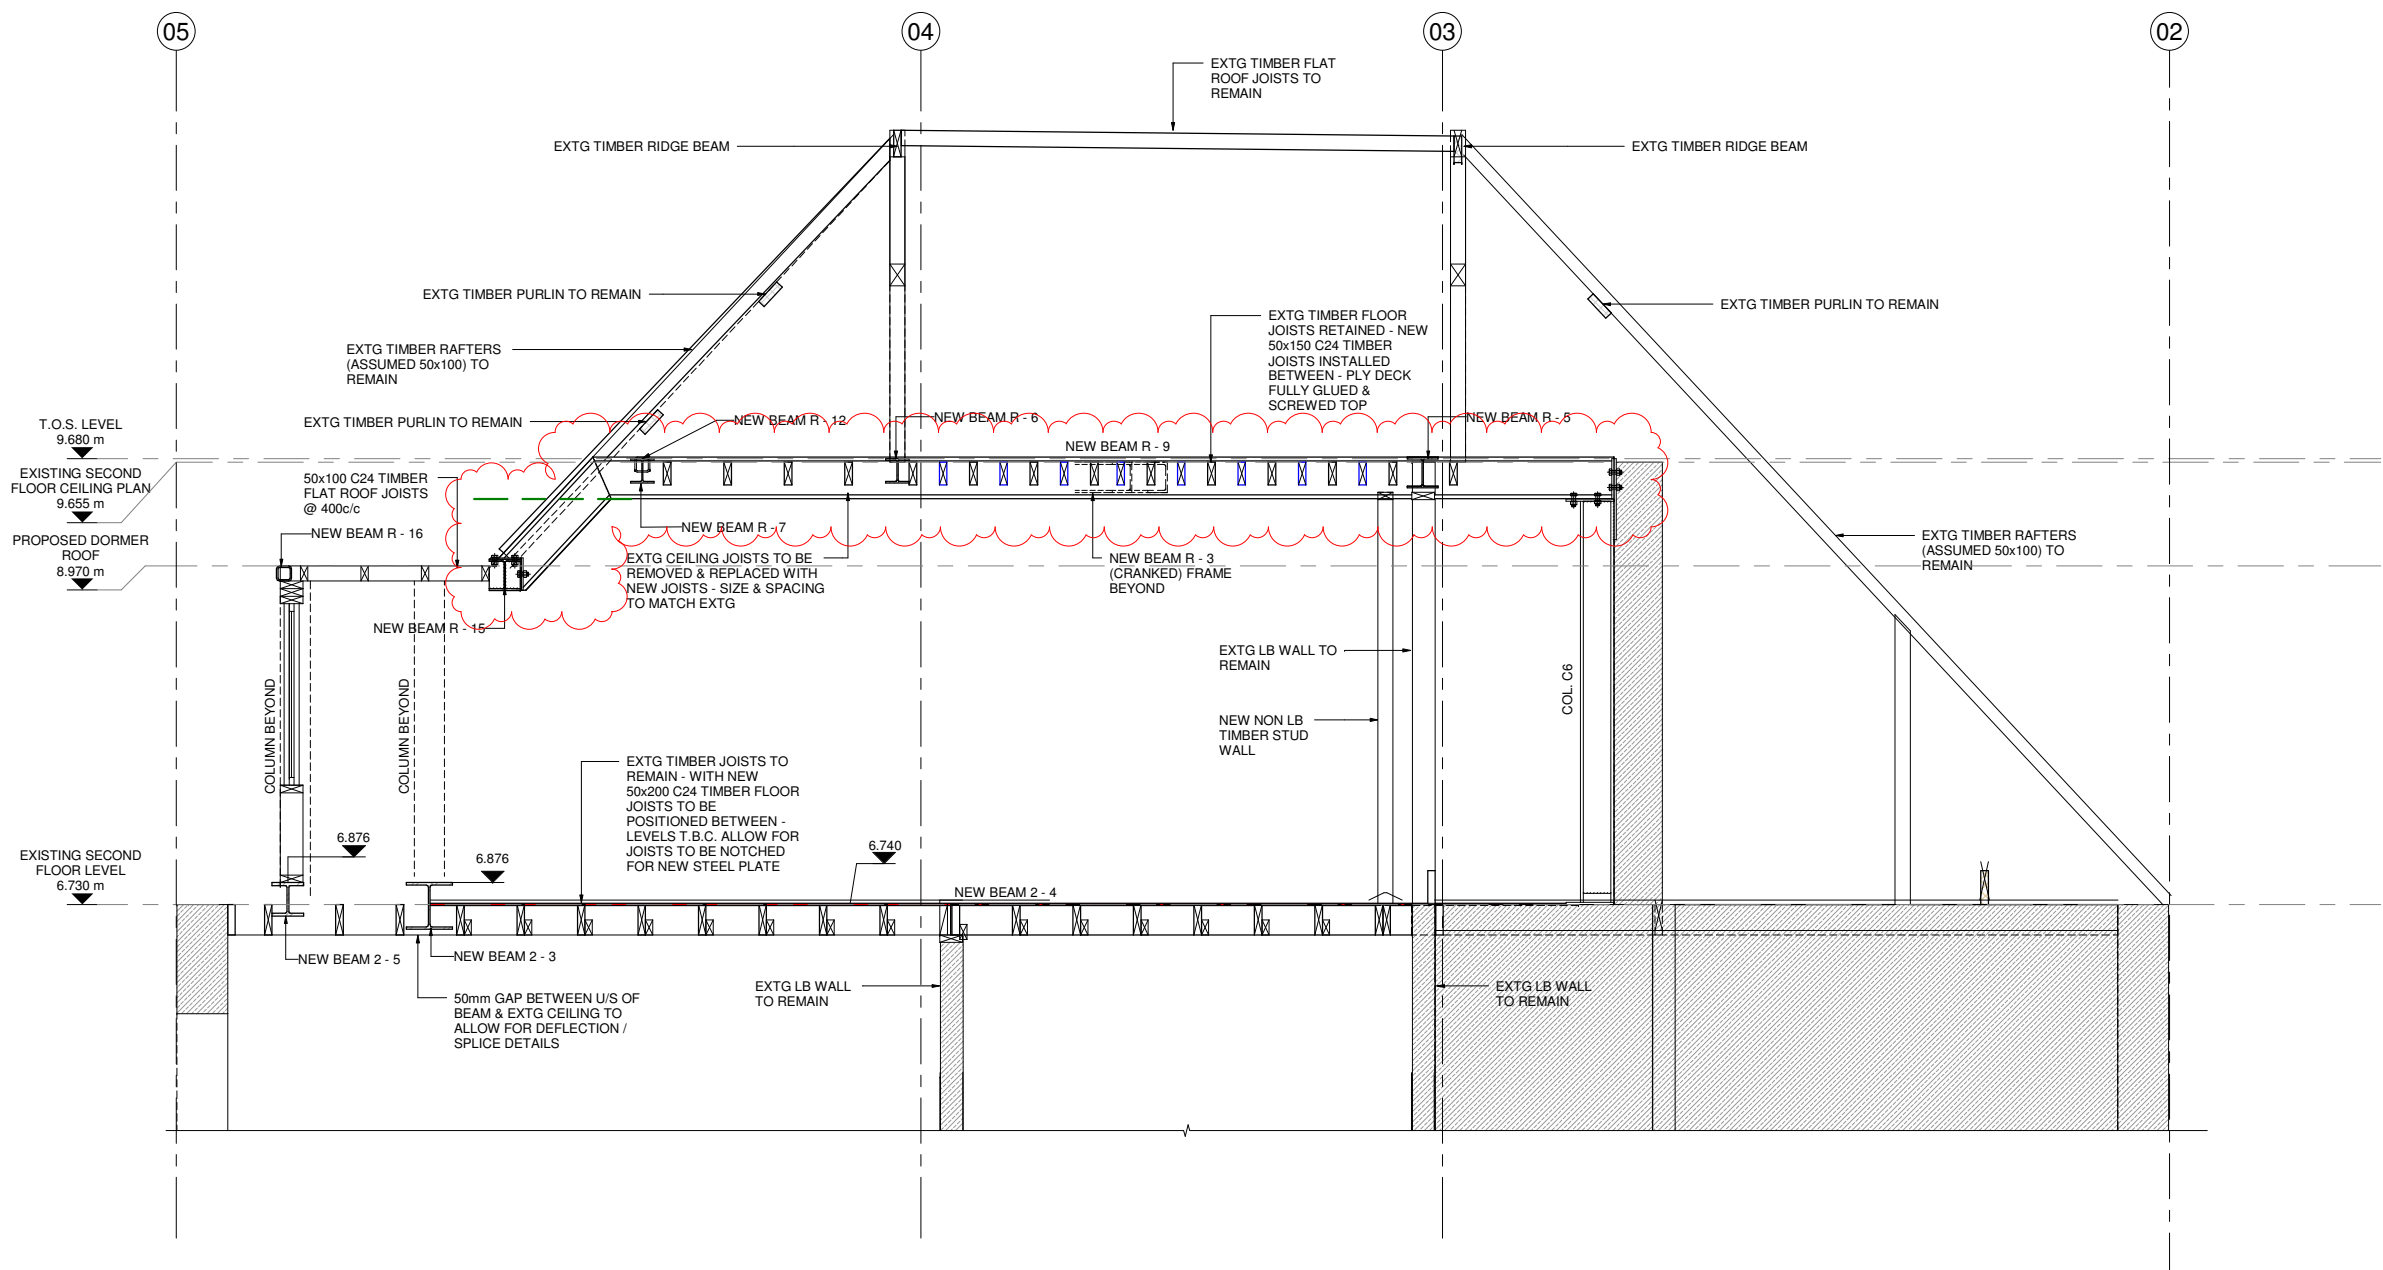 05
04
03
02
EXTG TIMBER FLAT
ROOF JOISTS TO
REMAIN
EXTG TIMBER RIDGE BEAM
EXTG TIMBER RIDGE BEAM
EXTG TIMBER PURLIN TO REMAIN
EXTG TIMBER PURLIN TO REMAIN
EXTG TIMBER FLOOR
JOISTS RETAINED - NEW
50x150 C24 TIMBER
JOISTS INSTALLED
BETWEEN - PLY DECK
FULLY GLUED &
SCREWED TOP
EXTG TIMBER RAFTERS
(ASSUMED 50x100) TO
REMAIN
EXTG TIMBER PURLIN TO REMAIN
NEW BEAM R - 12
NEW BEAM R - 6
NEW BEAM R - 5
NEW BEAM R - 9
T.O.S. LEVEL
9.680 m
EXISTING SECOND
FLOOR CEILING PLAN
9.655 m
50x100 C24 TIMBER
FLAT ROOF JOISTS
@ 400c/c
NEW BEAM R - 16
NEW BEAM R - 7
PROPOSED DORMER
ROOF
8.970 m
EXTG CEILING JOISTS TO BE
REMOVED & REPLACED WITH
NEW JOISTS - SIZE & SPACING
TO MATCH EXTG
NEW BEAM R - 3
(CRANKED) FRAME
BEYOND
EXTG TIMBER RAFTERS
(ASSUMED 50x100) TO
REMAIN
NEW BEAM R - 15
EXTG LB WALL TO
REMAIN
COLUMN BEYOND
COLUMN BEYOND
COL. C6
NEW NON LB
TIMBER STUD
WALL
EXTG TIMBER JOISTS TO
REMAIN - WITH NEW
50x200 C24 TIMBER FLOOR
JOISTS TO BE
POSITIONED BETWEEN -
LEVELS T.B.C. ALLOW FOR
JOISTS TO BE NOTCHED
FOR NEW STEEL PLATE
6.876
6.876
6.740
EXISTING SECOND
FLOOR LEVEL
6.730 m
NEW BEAM 2 - 4
NEW BEAM 2 - 5
NEW BEAM 2 - 3
50mm GAP BETWEEN U/S OF
BEAM & EXTG CEILING TO
ALLOW FOR DEFLECTION /
SPLICE DETAILS
EXTG LB WALL
TO REMAIN
EXTG LB WALL
TO REMAIN